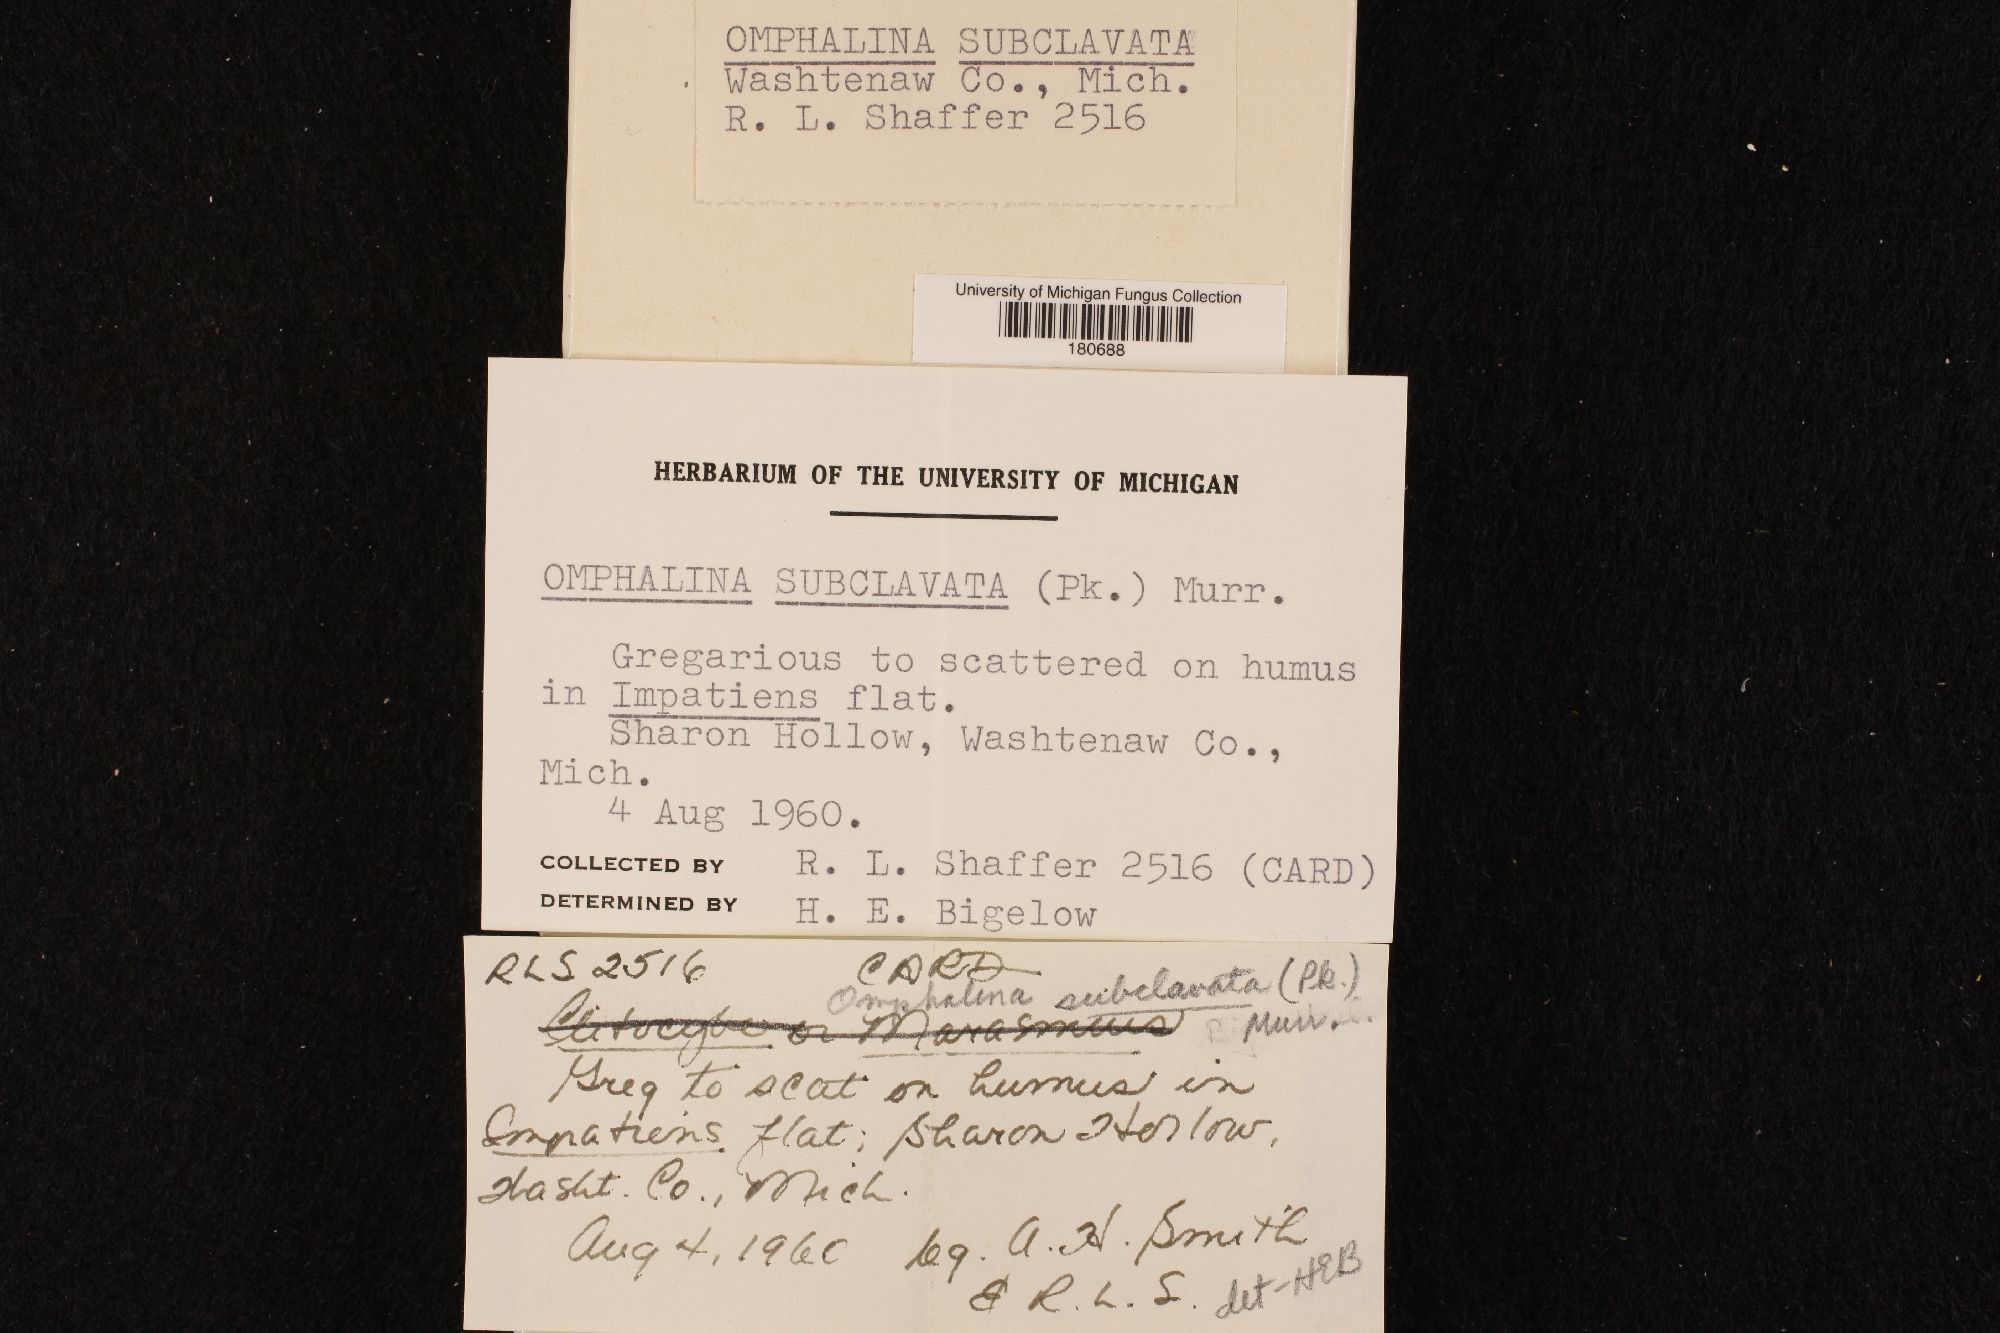 OMPHALINA SUBCLAVATA
Washtenaw Co., Mich.
R. L. Shaffer 2516
University of Michigan Fungus Collection
180688
HERBARIUM OF THE UNIVERSITY OF MICHIGAN
OMPHALINA SUBCLAVATA (Pk.) Murr.
Gregarious to scattered on humus
in Impatiens flat.
Sharon Hollow, Washtenaw Co.,
Mich.
4 Aug 1960.
COLLECTED BY R. L. Shaffer 2516 (CARD)
DETERMINED BY H. E. Bigelow
RLS 2516 CARD
Omphalina subclavata (Pk.)
Murr.
Clitocybe or Marasmius
Greg to scat on humus in
Impatiens flat; Sharon Hollow,
Washt. Co., Mich.
Aug 4, 1960 leg. A. H. Smith
& R. L. S. det-HEB